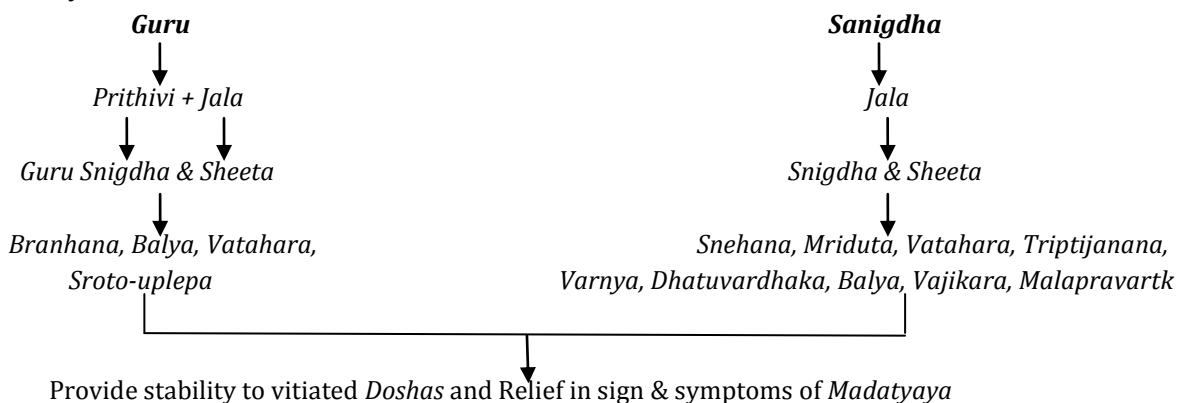 Guru
Sanigdha
Prithivi + Jala
Jala
Guru Snigdha & Sheeta
Snigdha & Sheeta
Branhana, Balya, Vatahara,
Sroto-uplepa
Snehana, Mriduta, Vatahara, Triptijanana,
Varnya, Dhatuvardhaka, Balya, Vajikara, Malapravartk
Provide stability to vitiated Doshas and Relief in sign & symptoms of Madatyaya